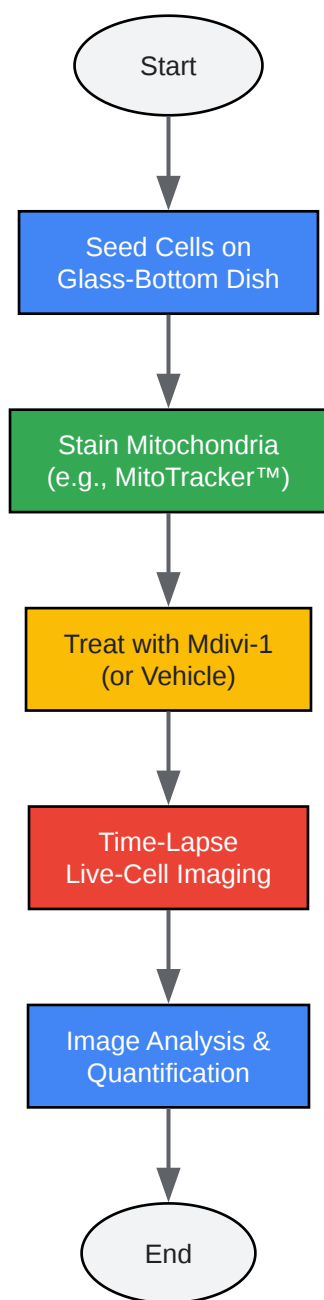 Start
Seed Cells on
Glass-Bottom Dish
Stain Mitochondria
(e.g., MitoTracker™)
Treat with Mdivi-1
(or Vehicle)
Time-Lapse
Live-Cell Imaging
Image Analysis &
Quantification
End